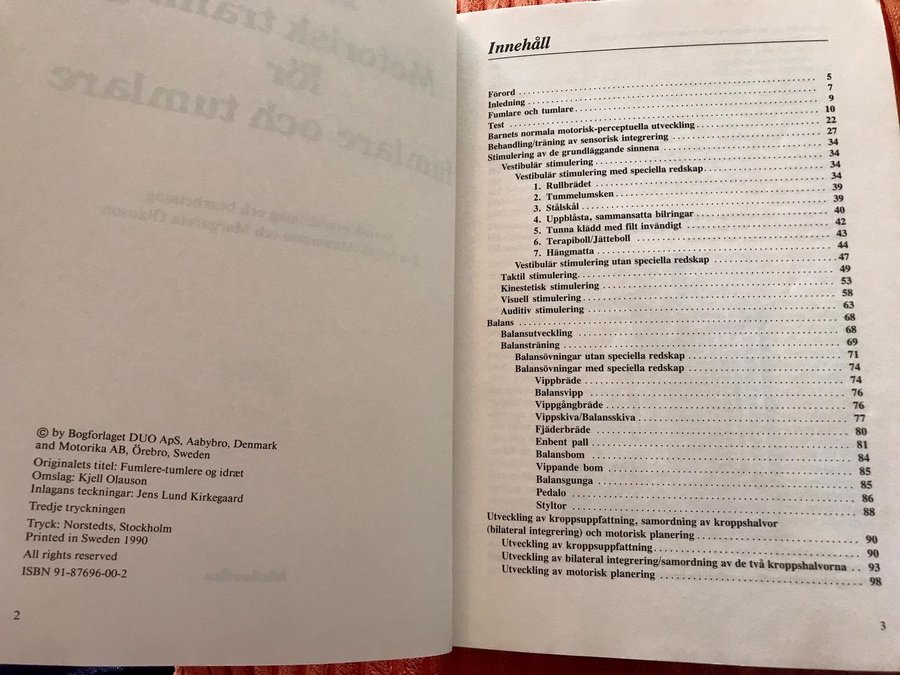 © by Bogforlaget DUO ApS, Aabybro, Denmark
and Motorika AB, Örebro, Sweden
Originalets titel: Fumlere-tumlere og idræt
Omslag: Kjell Olauson
Inlagans teckningar: Jens Lund Kirkegaard
Tredje tryckningen
Tryck: Norstedts, Stockholm
Printed in Sweden 1990
All rights reserved
ISBN 91-87696-00-2
2
Innehåll
Förord 5
Inledning 7
Fumlare och tumlare 9
Test 10
Barnets normala motorisk-perceptuella utveckling 22
Behandling/träning av sensorisk integrering 27
Stimulering av de grundläggande sinnena 34
Vestibulär stimulering 34
Vestibulär stimulering med speciella redskap 34
1. Rullbrädet 34
2. Tummelumsken 39
3. Stålskål 39
4. Uppblåsta, sammansatta bilringar 40
5. Tunna klädd med filt invändigt 42
6. Terapiboll/Jätteboll 43
7. Hängmatta 44
Vestibulär stimulering utan speciella redskap 47
Taktil stimulering 49
Kinestetisk stimulering 53
Visuell stimulering 58
Auditiv stimulering 63
Balans 68
Balansutveckling 68
Balansträning 69
Balansövningar utan speciella redskap 71
Balansövningar med speciella redskap 74
Vippbräde 74
Balansvipp 76
Vippgångbräde 76
Vippskiva/Balansskiva 77
Fjäderbräde 80
Enbent pall 81
Balansbom 84
Vippande bom 85
Balansgunga 85
Pedalo 86
Styltor 88
Utveckling av kroppsuppfattning, samordning av kroppshalvor
(bilateral integrering) och motorisk planering 90
Utveckling av kroppsuppfattning 90
Utveckling av bilateral integrering/samordning av de två kroppshalvorna 93
Utveckling av motorisk planering 98
3